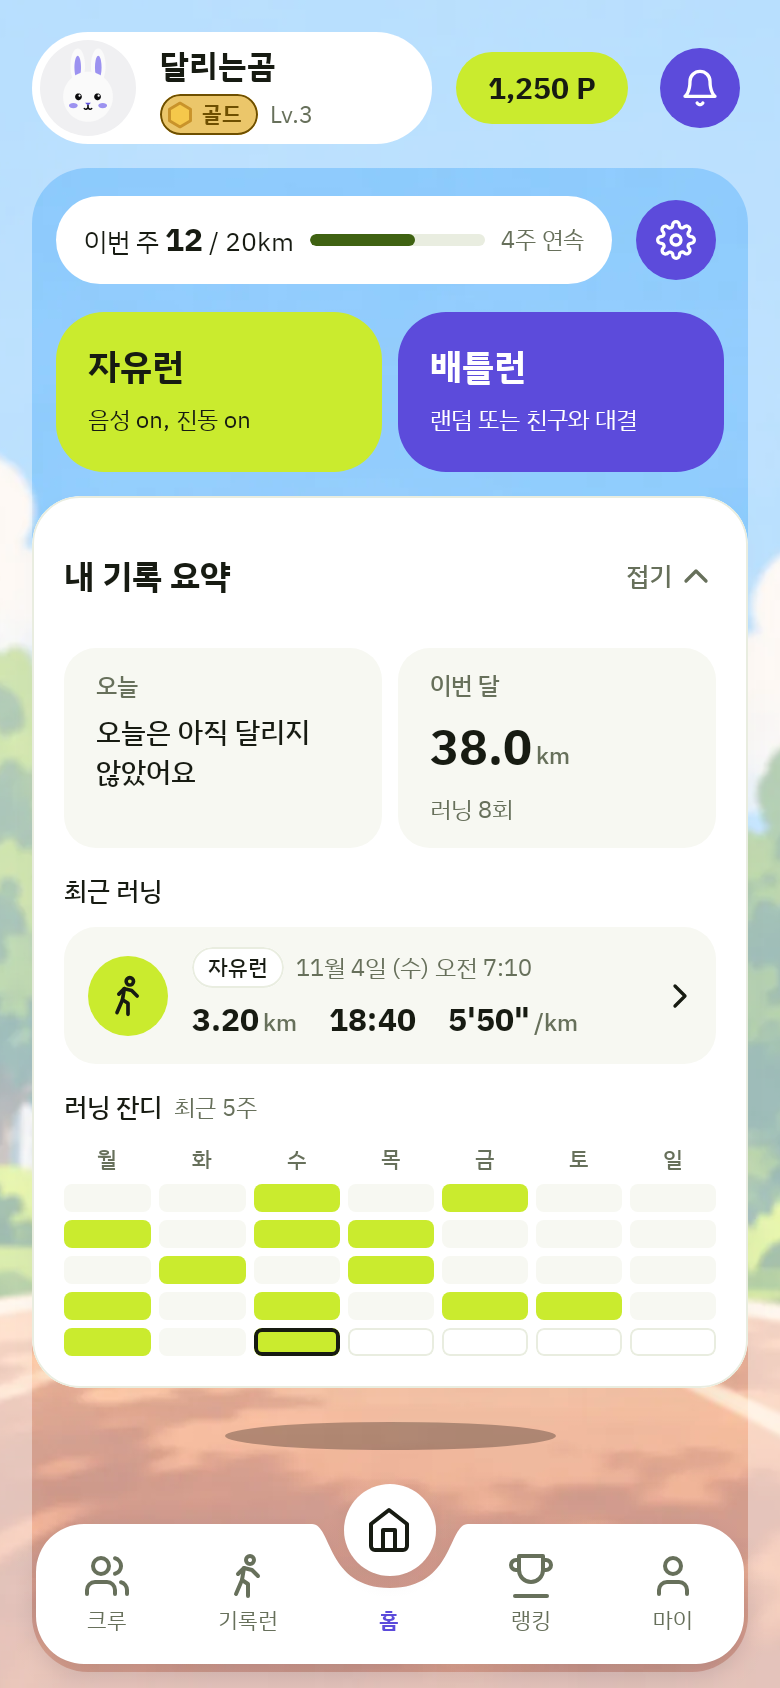 달리는곰
골드 Lv.3
1,250 P
이번 주 12 / 20km 4주 연속
자유런
음성 on, 진동 on
배틀런
랜덤 또는 친구와 대결
내 기록 요약
접기
오늘
오늘은 아직 달리지
않았어요
이번 달
38.0 km
러닝 8회
최근 러닝
자유런 11월 4일 (수) 오전 7:10
3.20 km 18:40 5'50" /km
러닝 잔디 최근 5주
월 화 수 목 금 토 일
크루 기록런 홈 랭킹 마이